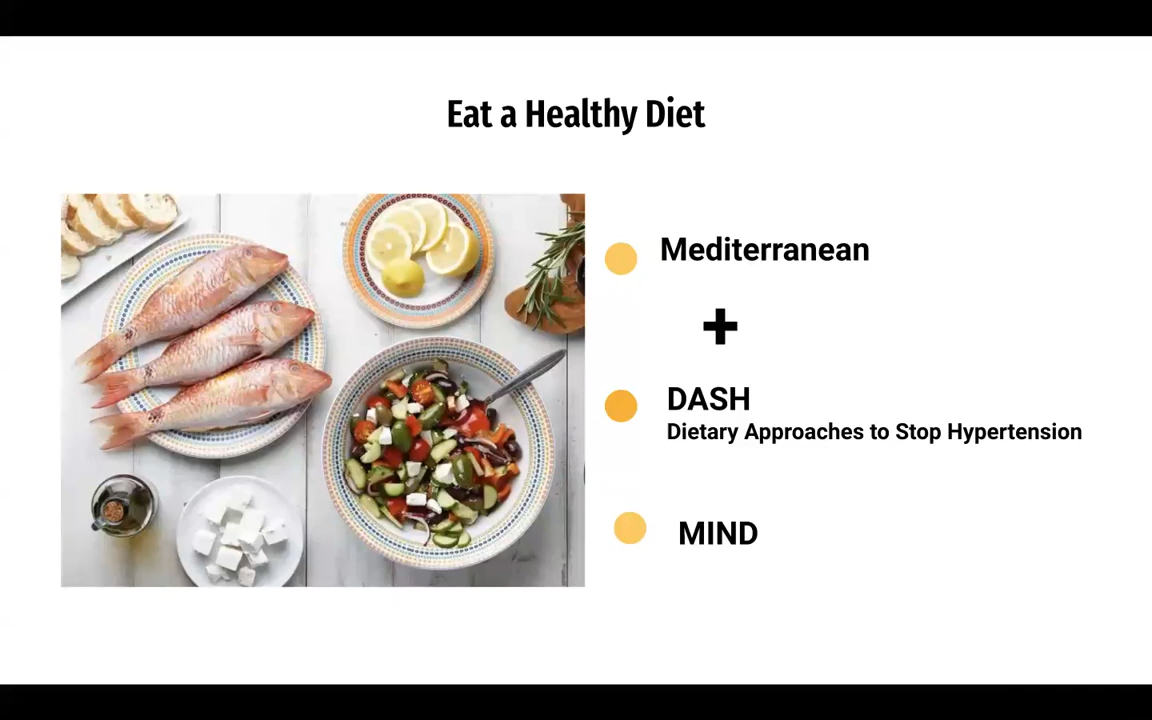 Eat a Healthy Diet
Mediterranean
+
DASH
Dietary Approaches to Stop Hypertension
MIND